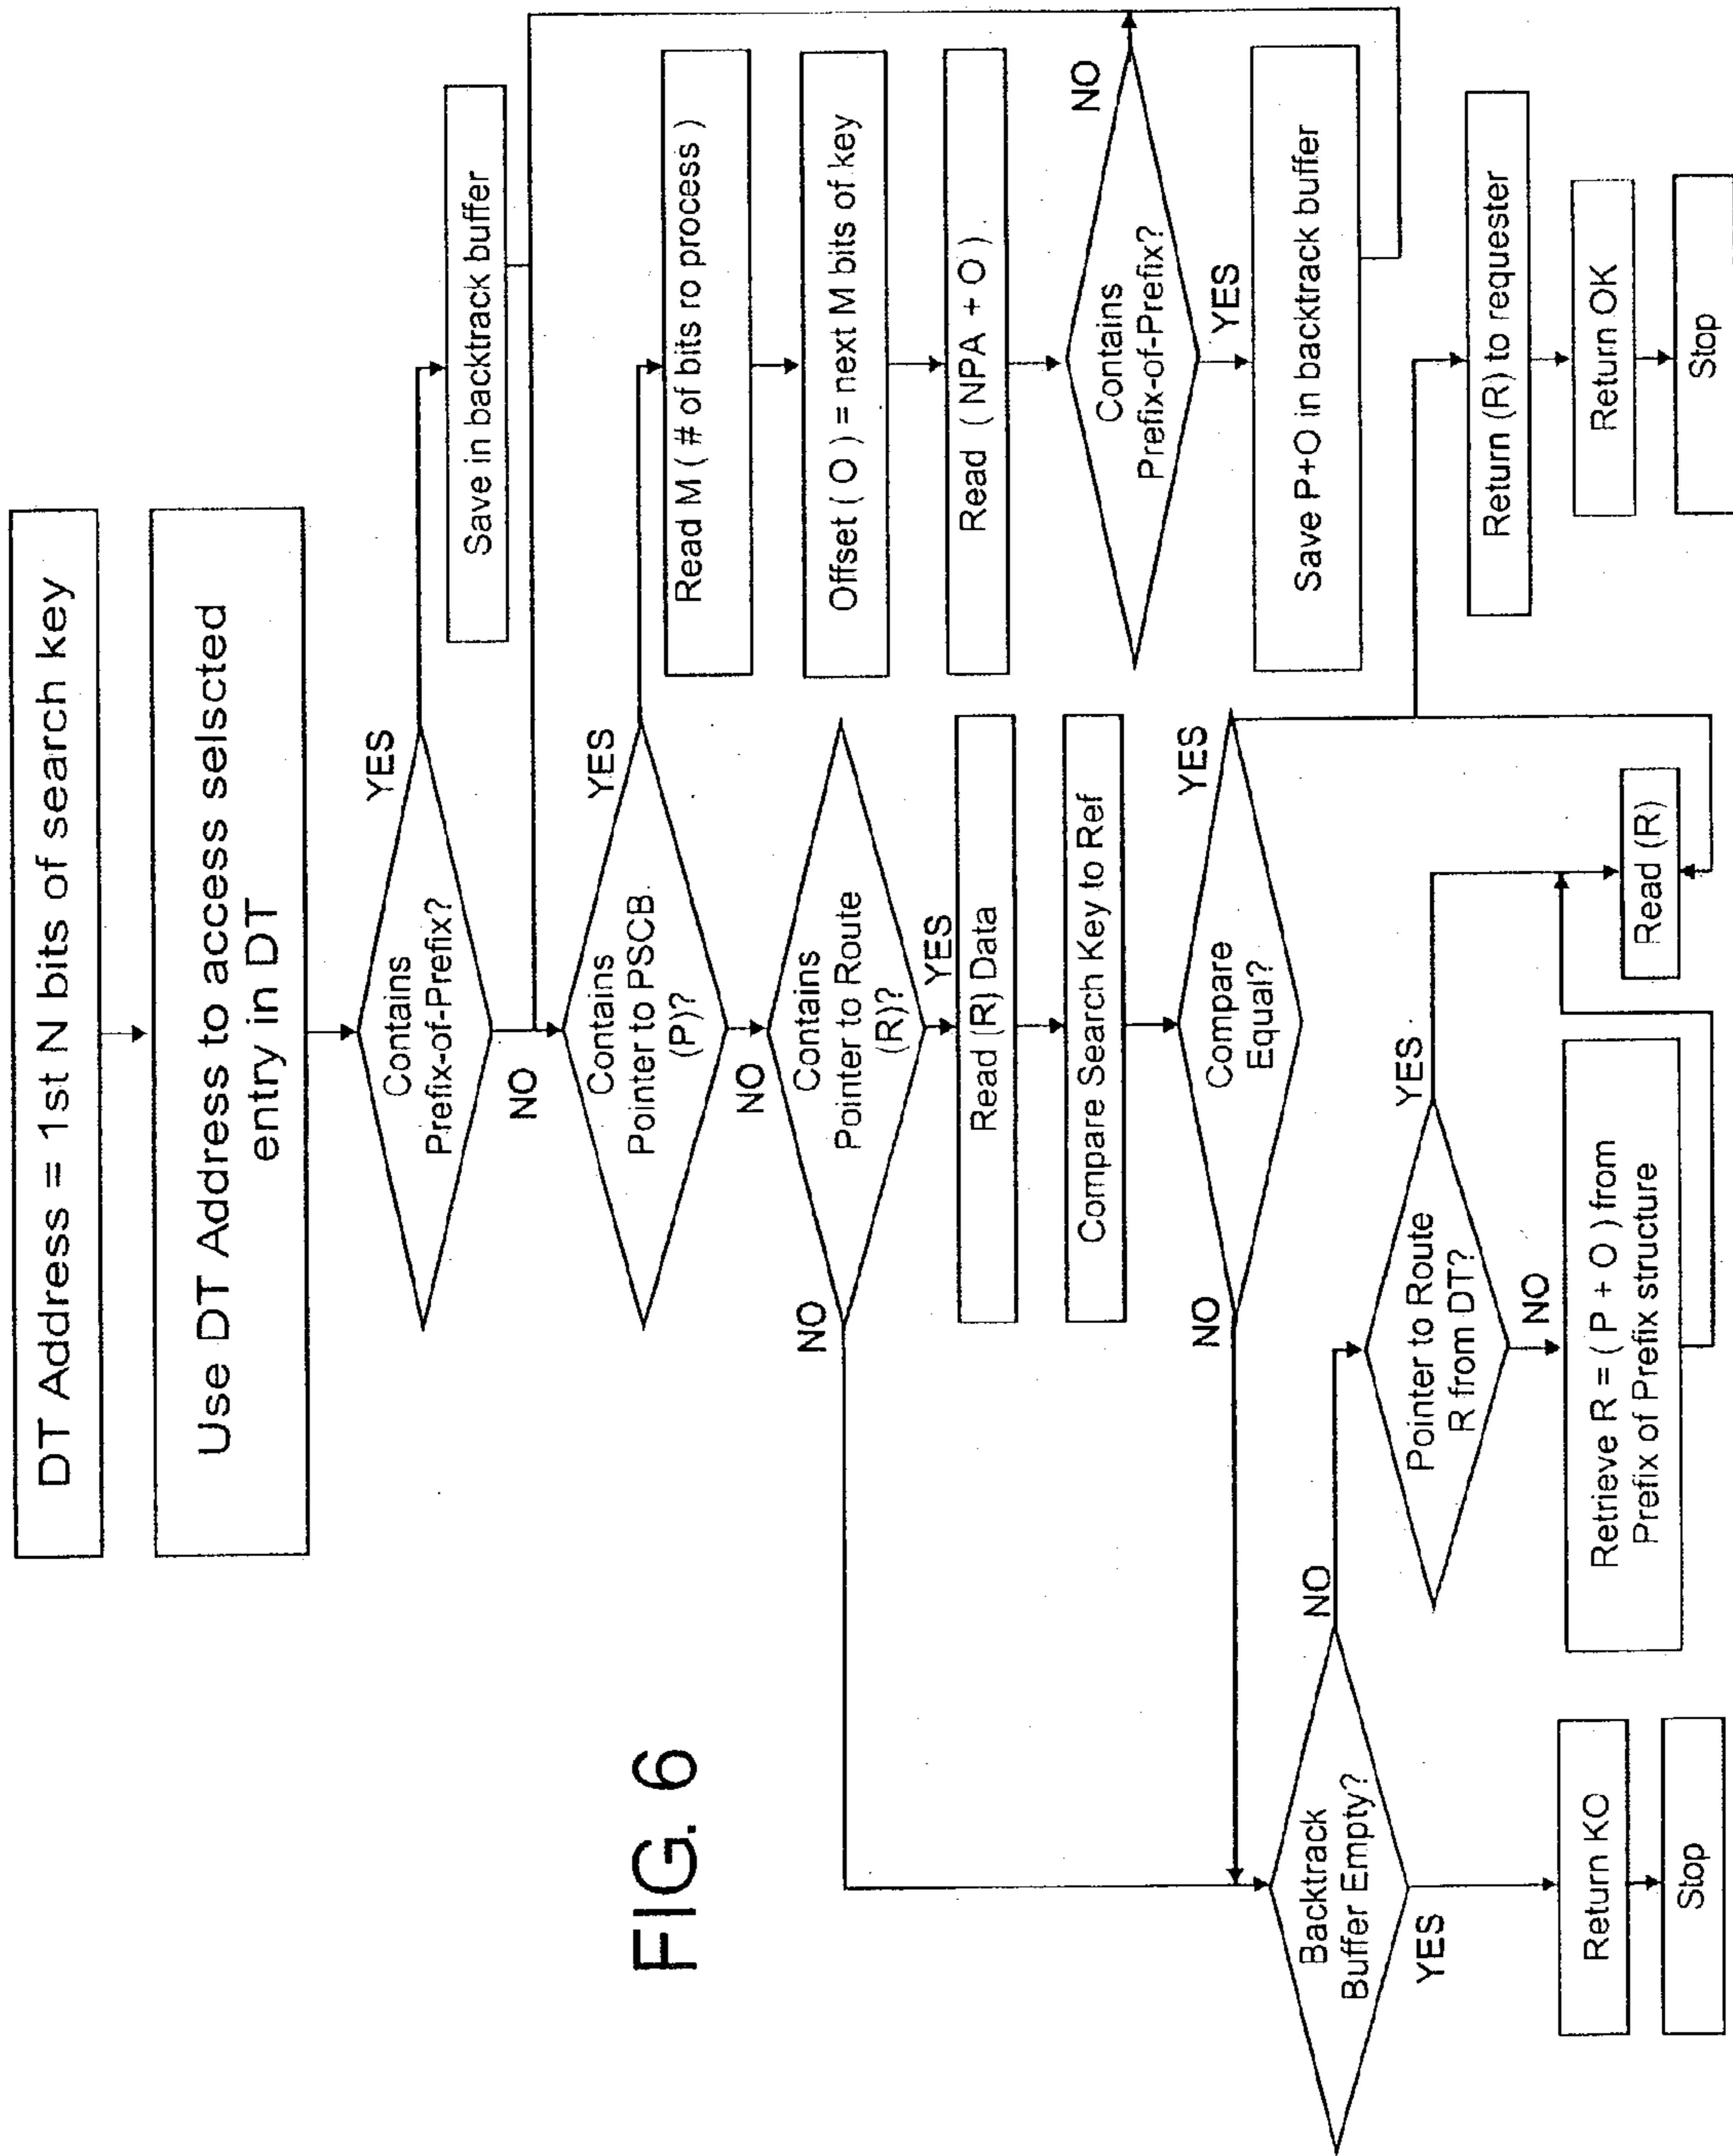 DT Address = 1st N bits of search key
Use DT Address to access selscted
entry in DT
Contains
Prefix-of-Prefix?
YES
NO
Save in backtrack buffer
Contains
Pointer to PSCB
(P)?
YES
NO
Read M ( # of bits ro process )
Offset ( O ) = next M bits of key
Read ( NPA + O )
Contains
Prefix-of-Prefix?
NO
YES
Save P+O in backtrack buffer
Contains
Pointer to Route
(R)?
NO
YES
Read (R) Data
Compare Search Key to Ref
Compare
Equal?
YES
NO
Return (R) to requester
Return OK
Stop
Backtrack
Buffer Empty?
NO
YES
Pointer to Route
R from DT?
YES
NO
Read (R)
Retrieve R = ( P + O ) from
Prefix of Prefix structure
Return KO
Stop
FIG. 6